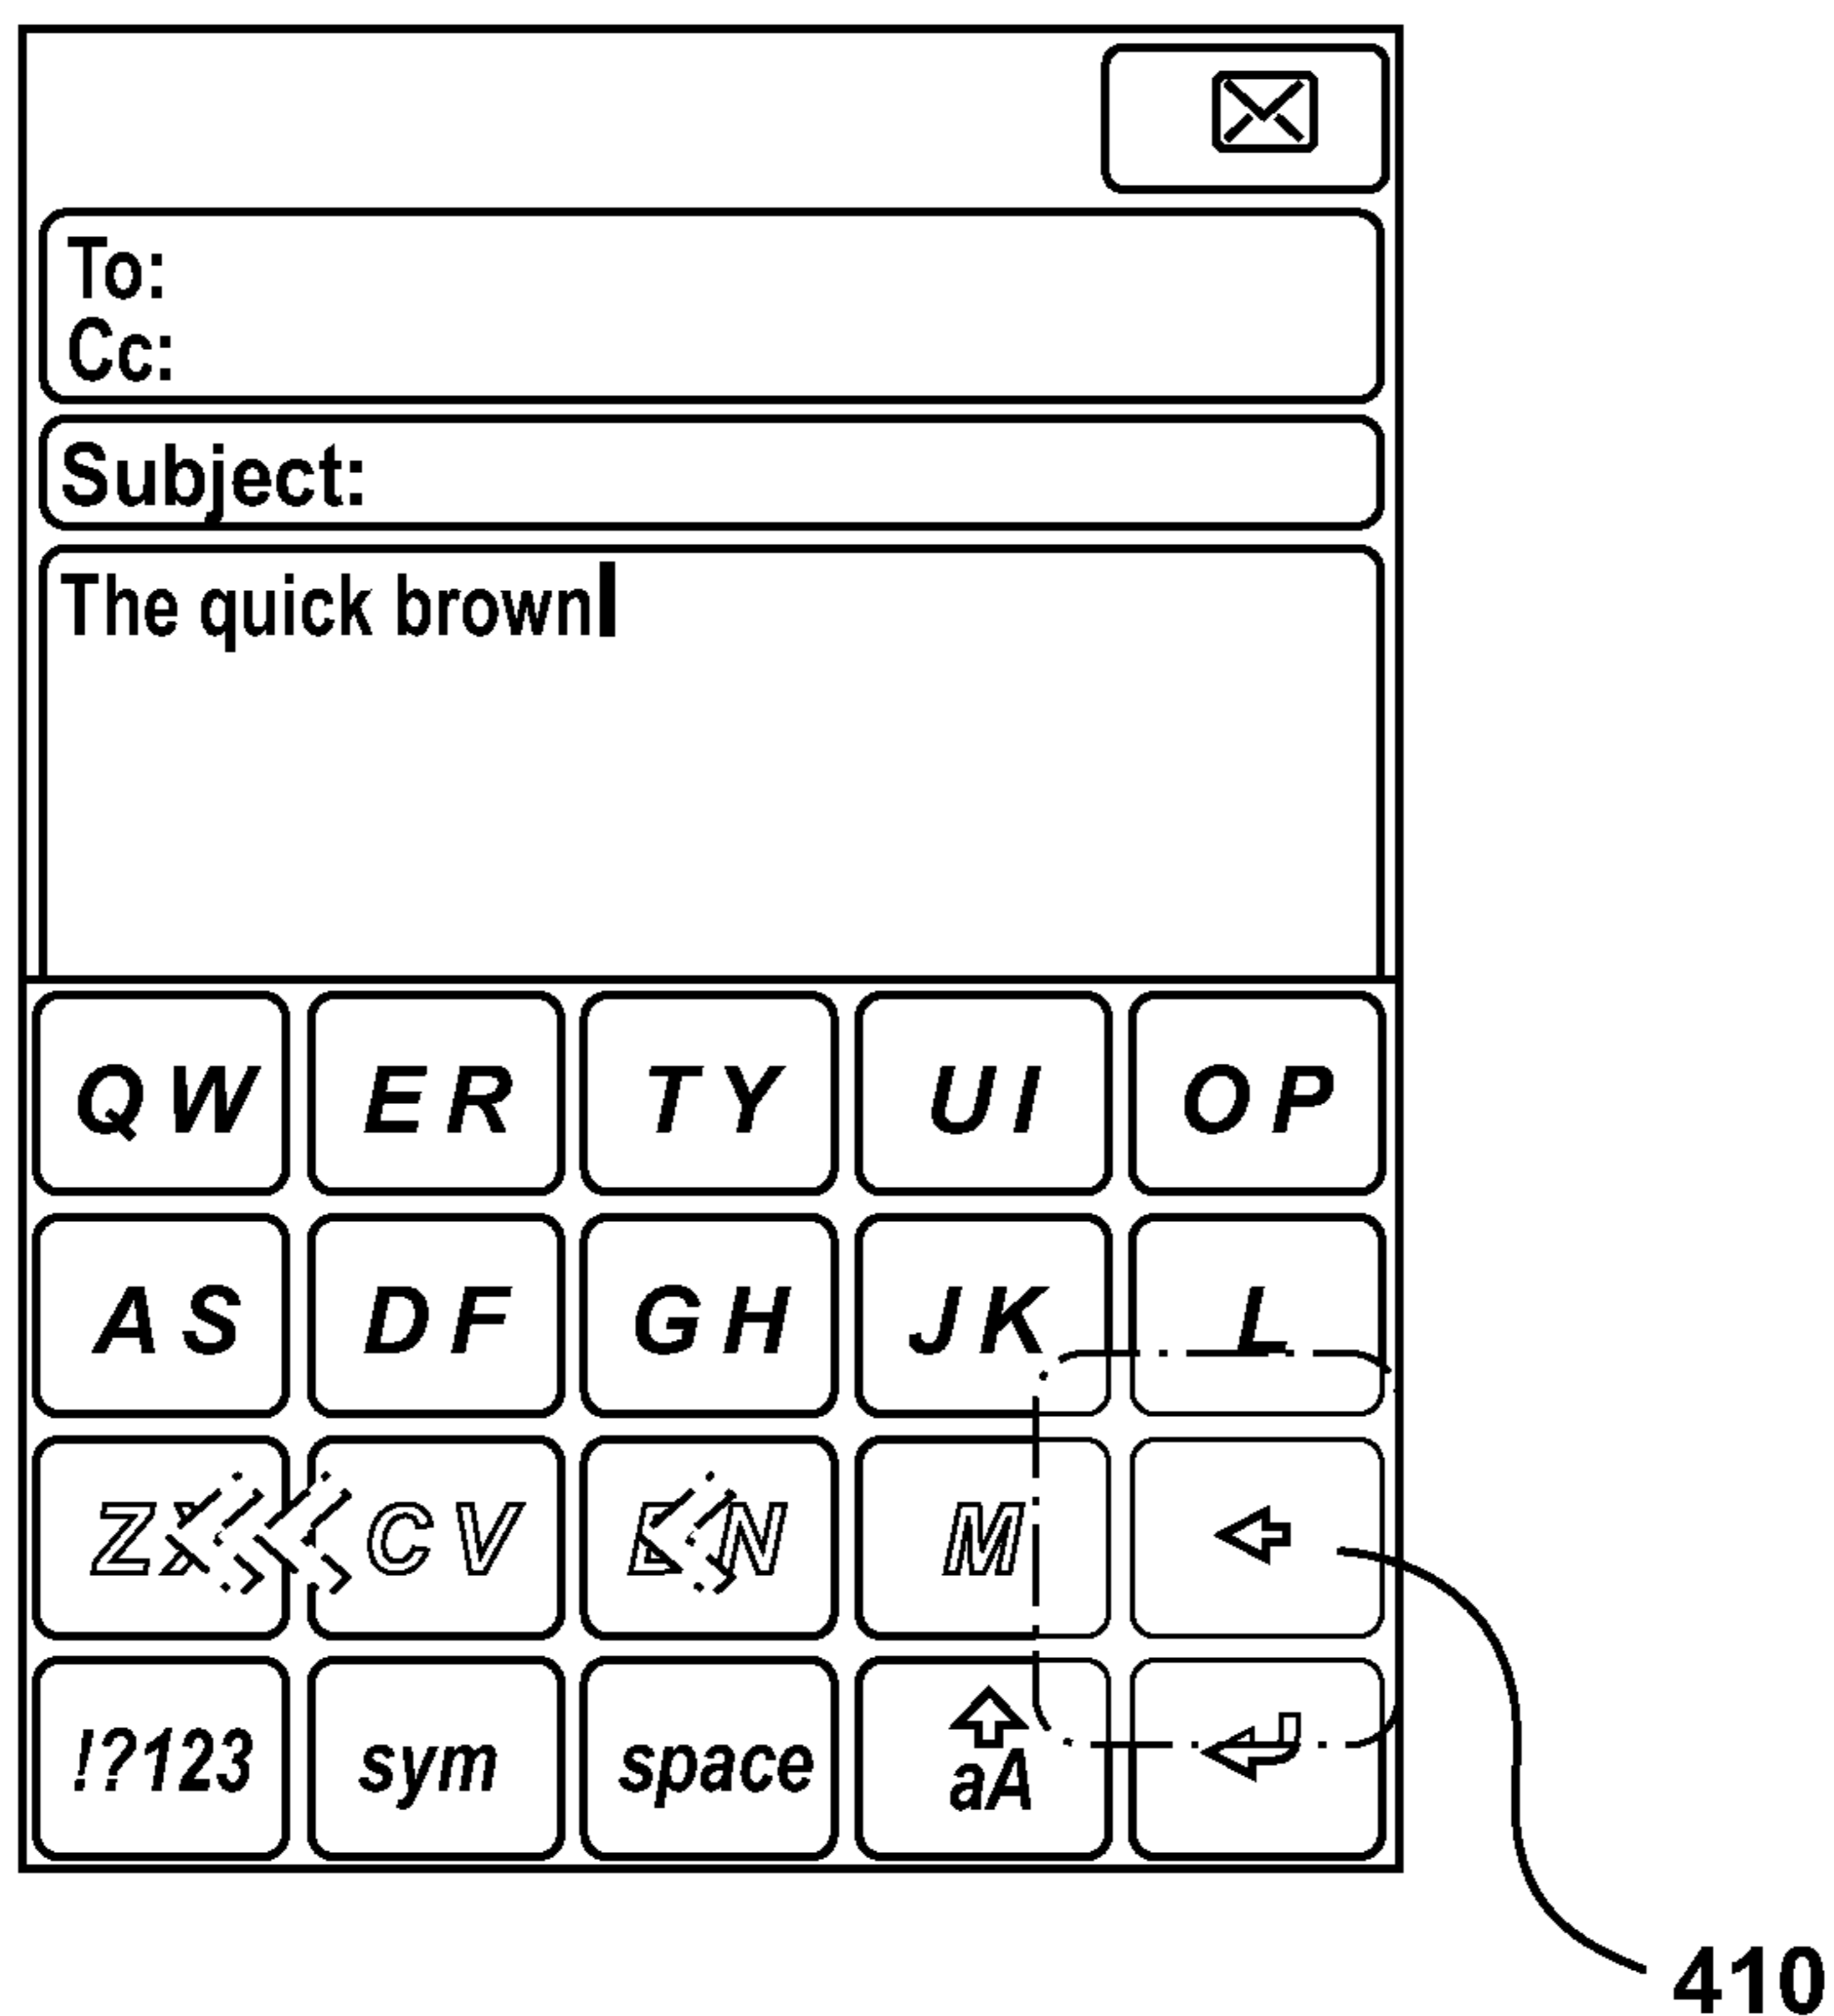 To:
Cc:
Subject:
The quick brown
QW ER TY UI OP
AS DF GH JK L
Z CV N M
!?123 sym space aA
410